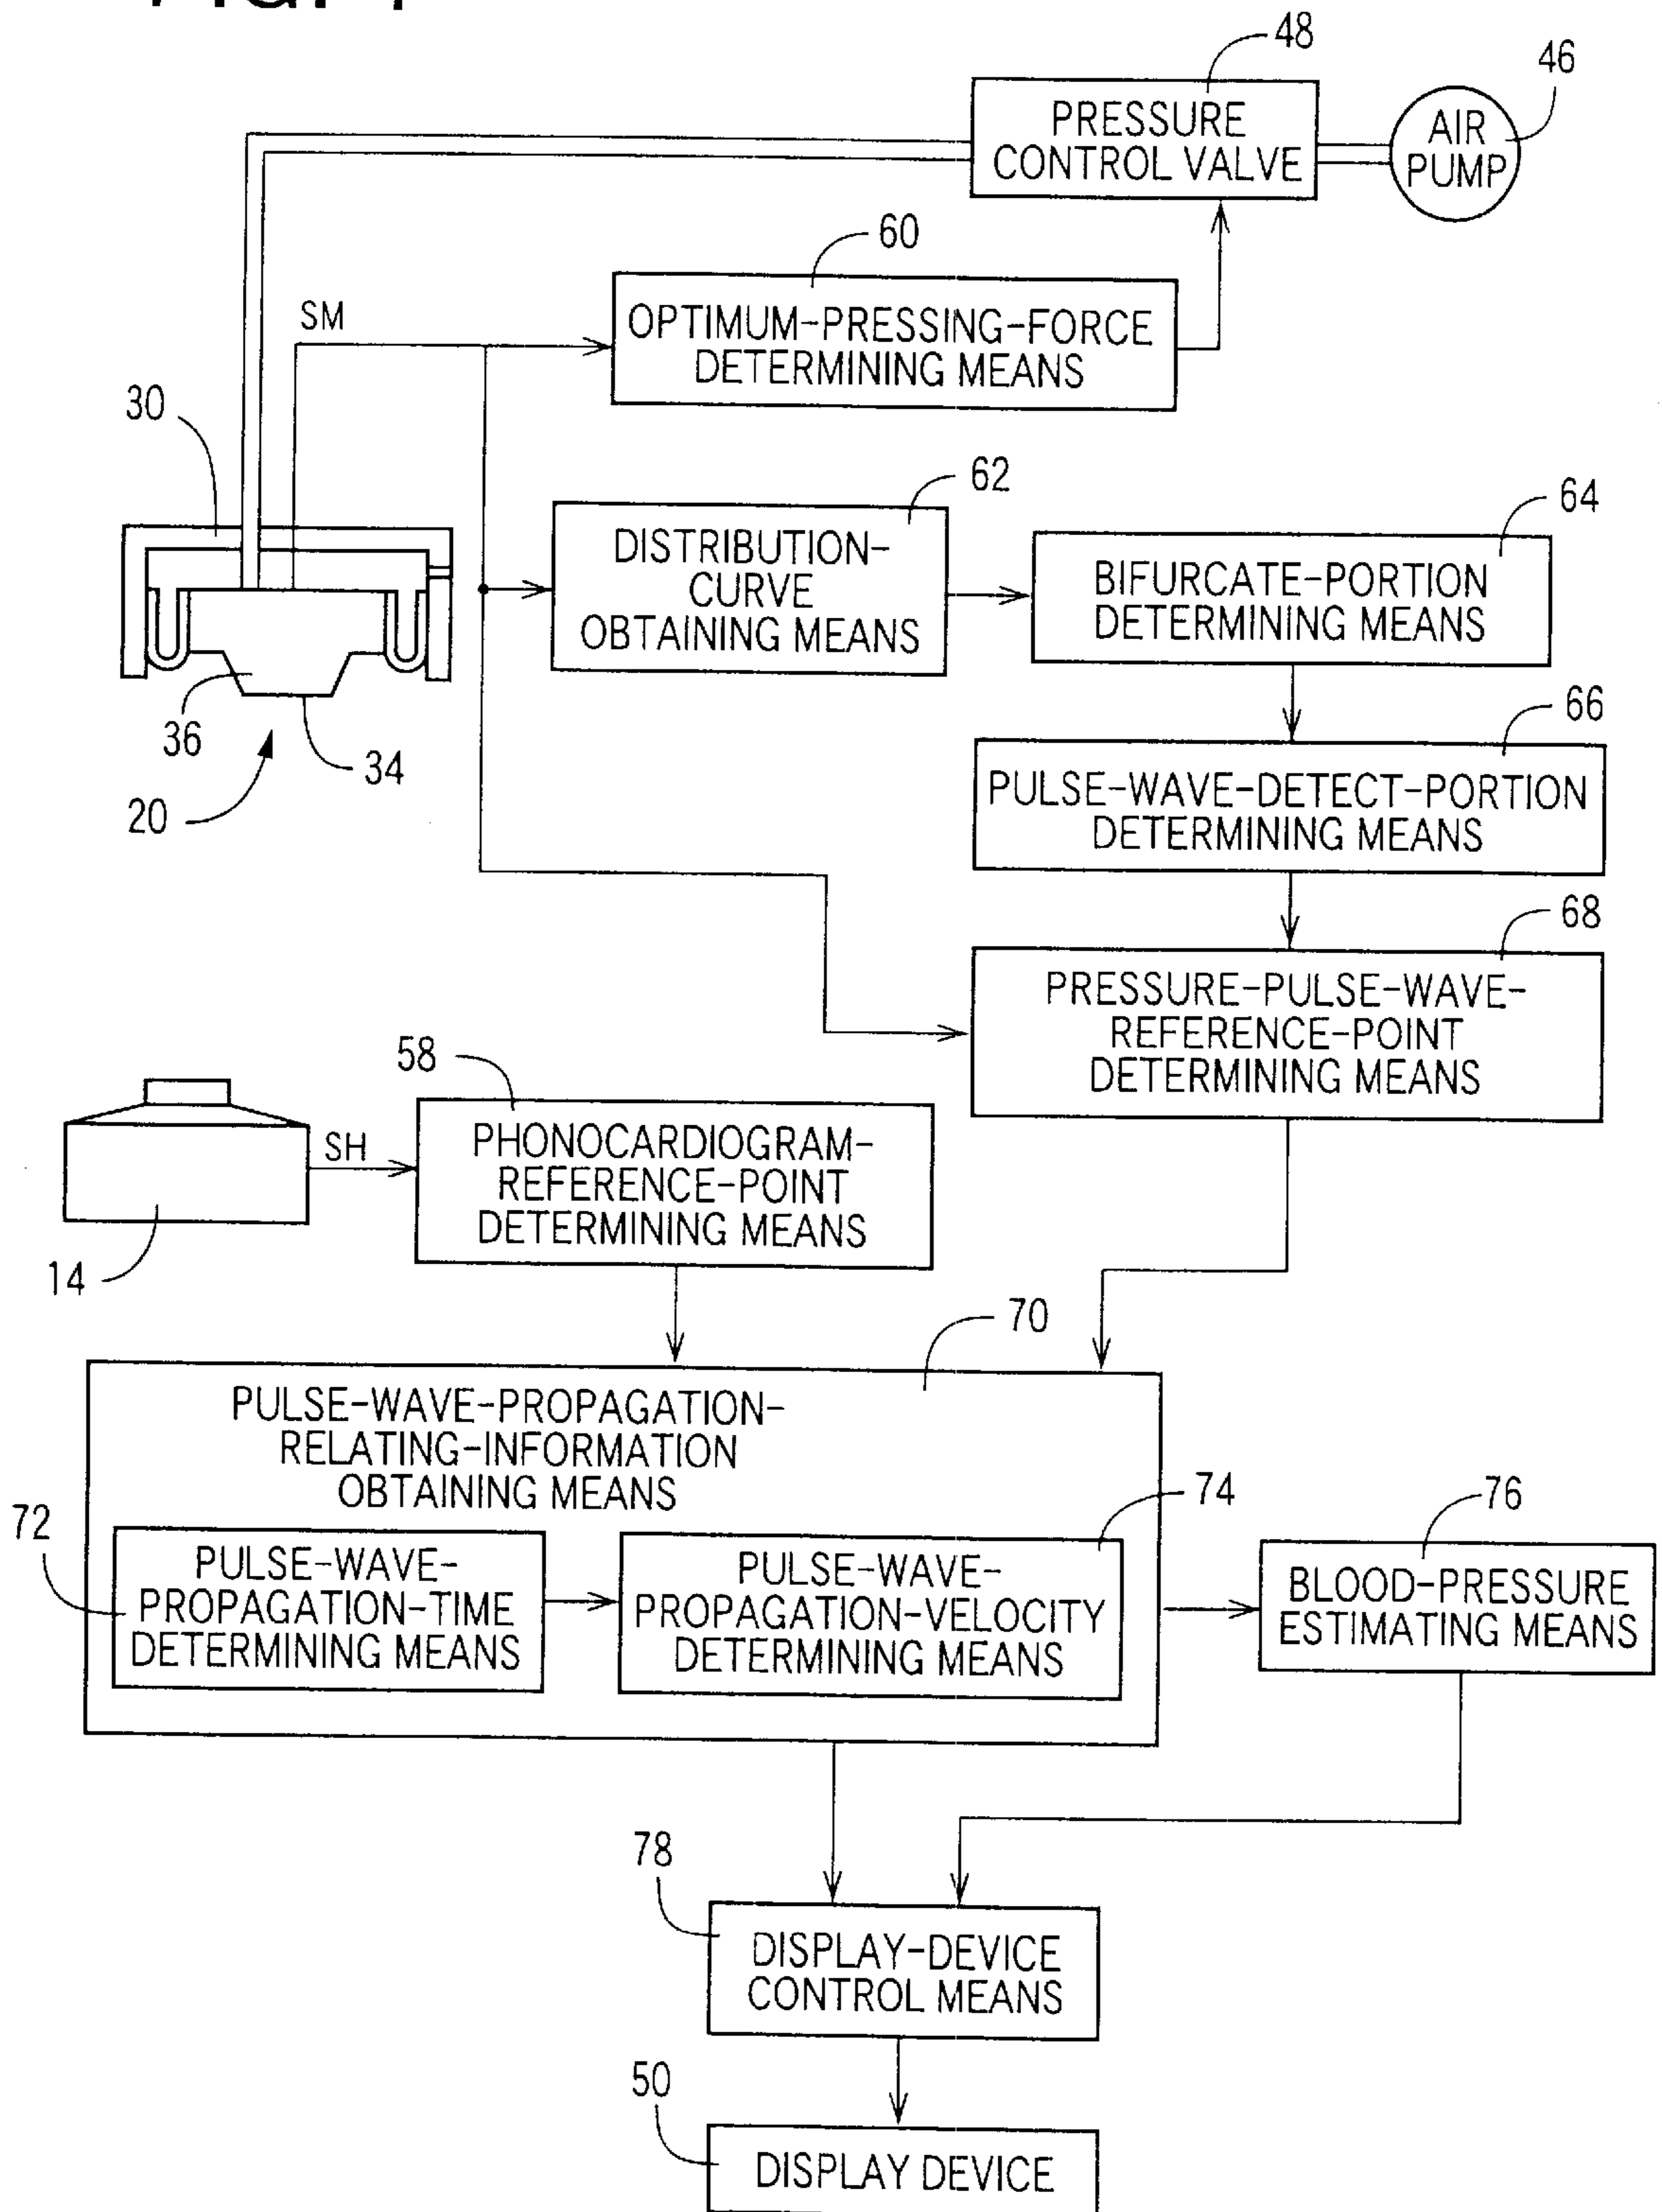 48
46
PRESSURE
CONTROL VALVE
AIR
PUMP
60
SM
OPTIMUM-PRESSING-FORCE
DETERMINING MEANS
30
62
64
DISTRIBUTION-
CURVE
OBTAINING MEANS
BIFURCATE-PORTION
DETERMINING MEANS
36
34
20
66
PULSE-WAVE-DETECT-PORTION
DETERMINING MEANS
68
PRESSURE-PULSE-WAVE-
REFERENCE-POINT
DETERMINING MEANS
58
SH
PHONOCARDIOGRAM-
REFERENCE-POINT
DETERMINING MEANS
14
70
PULSE-WAVE-PROPAGATION-
RELATING-INFORMATION
OBTAINING MEANS
72
74
76
PULSE-WAVE-
PROPAGATION-TIME
DETERMINING MEANS
PULSE-WAVE-
PROPAGATION-VELOCITY
DETERMINING MEANS
BLOOD-PRESSURE
ESTIMATING MEANS
78
DISPLAY-DEVICE
CONTROL MEANS
50
DISPLAY DEVICE